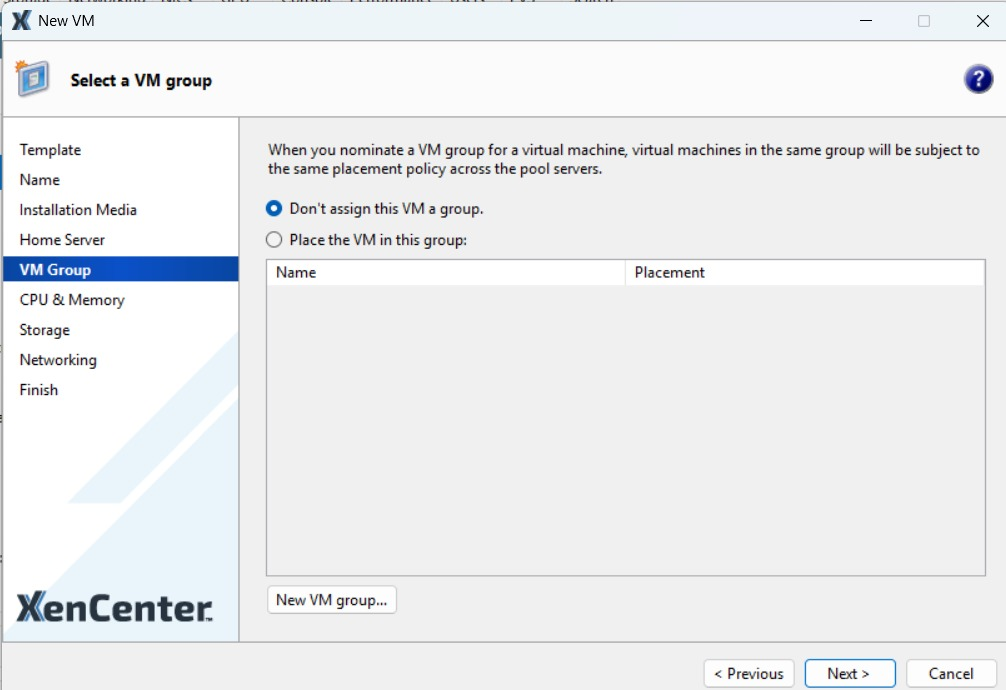 New VM
Select a VM group
?
Template
Name
Installation Media
Home Server
VM Group
CPU & Memory
Storage
Networking
Finish
XenCenter™
When you nominate a VM group for a virtual machine, virtual machines in the same group will be subject to
the same placement policy across the pool servers.
Don't assign this VM a group.
Place the VM in this group:
Name Placement
New VM group...
< Previous Next > Cancel